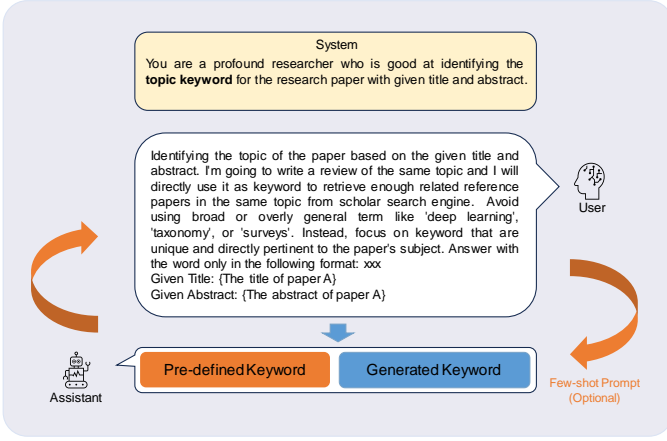 System
You are a profound researcher who is good at identifying the
topic keyword for the research paper with given title and abstract.
Identifying the topic of the paper based on the given title and
abstract. I'm going to write a review of the same topic and I will
directly use it as keyword to retrieve enough related reference
papers in the same topic from scholar search engine. Avoid
using broad or overly general term like 'deep learning',
'taxonomy', or 'surveys'. Instead, focus on keyword that are
unique and directly pertinent to the paper's subject. Answer with
the word only in the following format: xxx
Given Title: {The title of paper A}
Given Abstract: {The abstract of paper A}
User
Pre-defined Keyword
Generated Keyword
Assistant
Few-shot Prompt
(Optional)